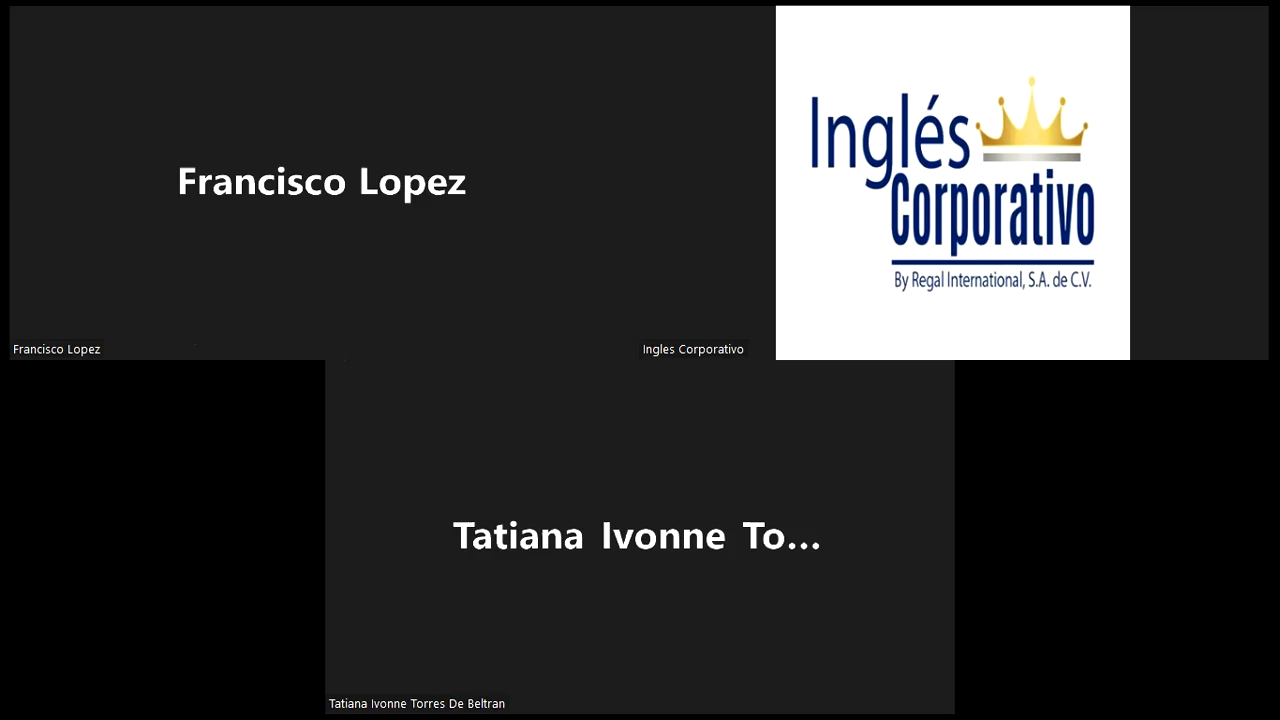 Francisco Lopez
Francisco Lopez
Inglés
Corporativo
By Regal International, S.A. de C.V.
Ingles Corporativo
Tatiana Ivonne To...
Tatiana Ivonne Torres De Beltran